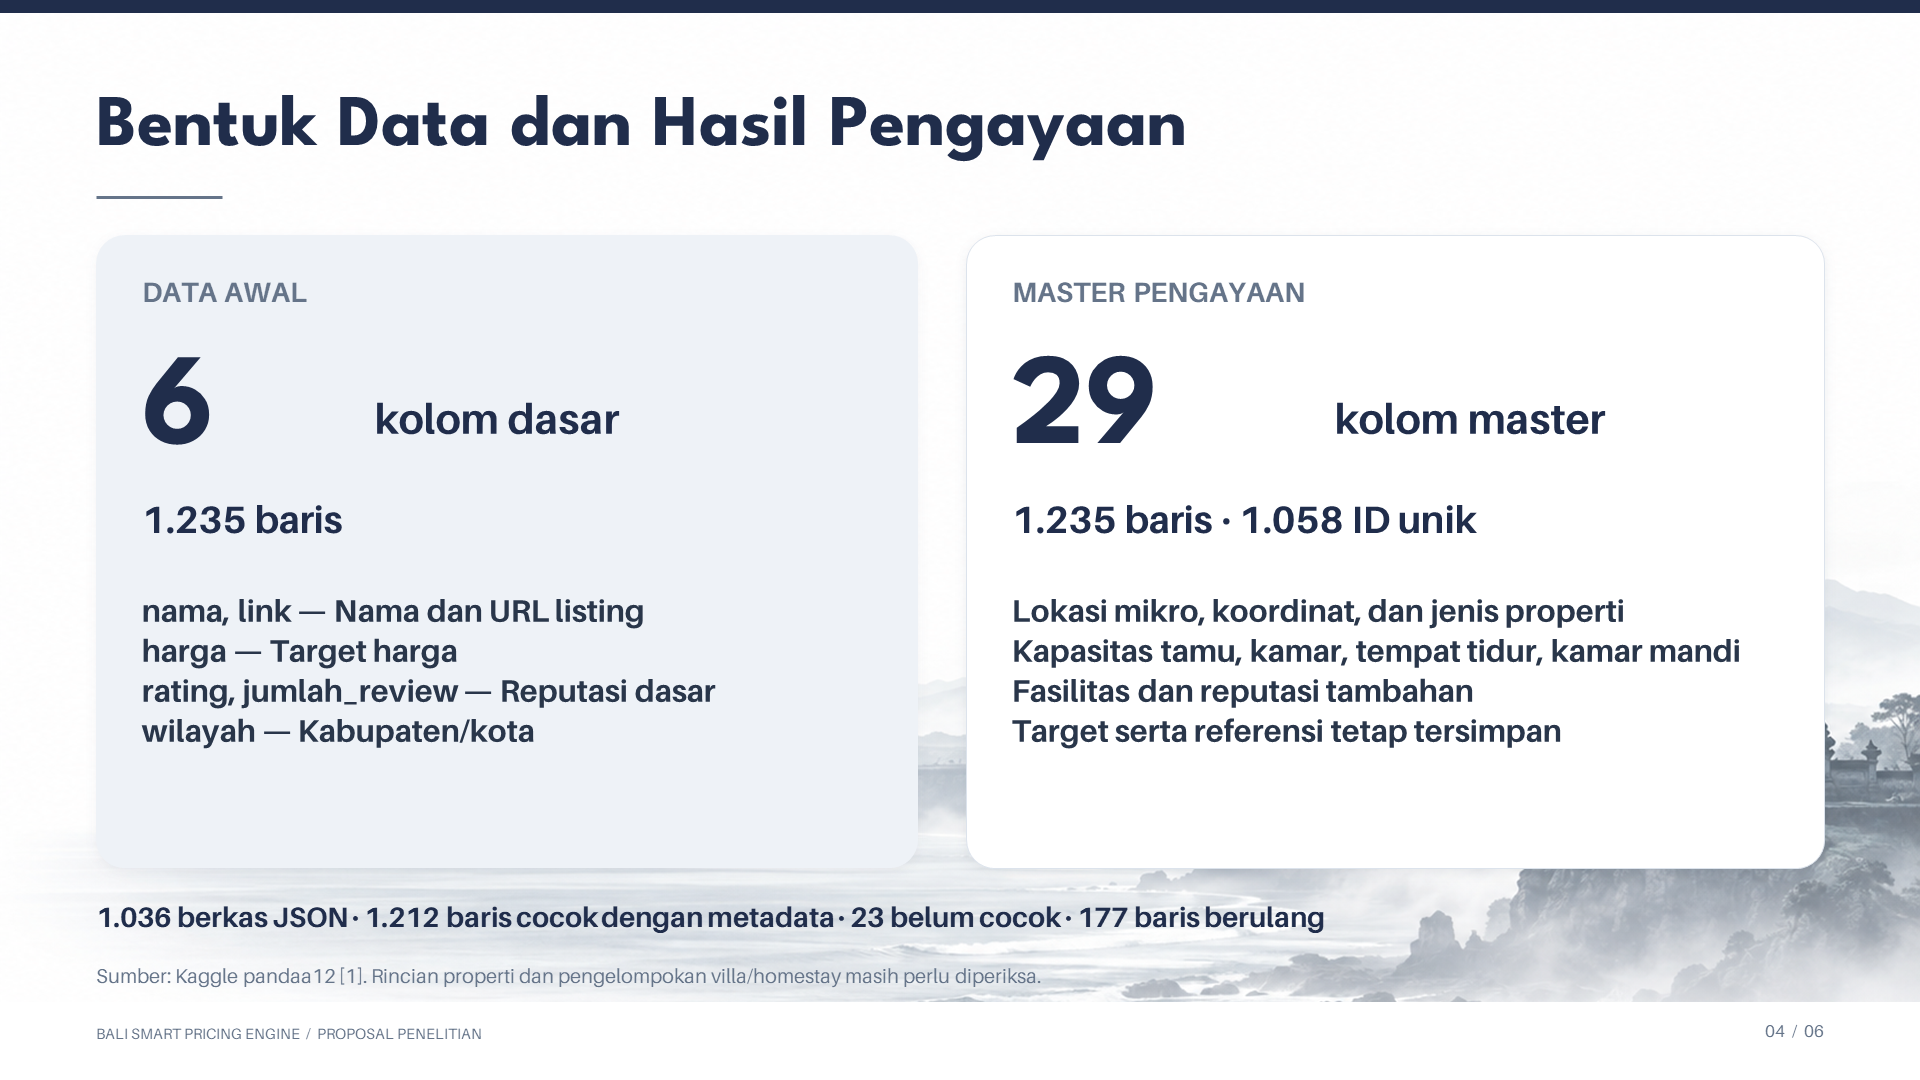 Bentuk Data dan Hasil Pengayaan
DATA AWAL
6 kolom dasar
1.235 baris
nama, link — Nama dan URL listing
harga — Target harga
rating, jumlah_review — Reputasi dasar
wilayah — Kabupaten/kota
MASTER PENGAYAAN
29 kolom master
1.235 baris · 1.058 ID unik
Lokasi mikro, koordinat, dan jenis properti
Kapasitas tamu, kamar, tempat tidur, kamar mandi
Fasilitas dan reputasi tambahan
Target serta referensi tetap tersimpan
1.036 berkas JSON · 1.212 baris cocok dengan metadata · 23 belum cocok · 177 baris berulang
Sumber: Kaggle pandaa12 [1]. Rincian properti dan pengelompokan villa/homestay masih perlu diperiksa.
BALI SMART PRICING ENGINE / PROPOSAL PENELITIAN
04 / 06